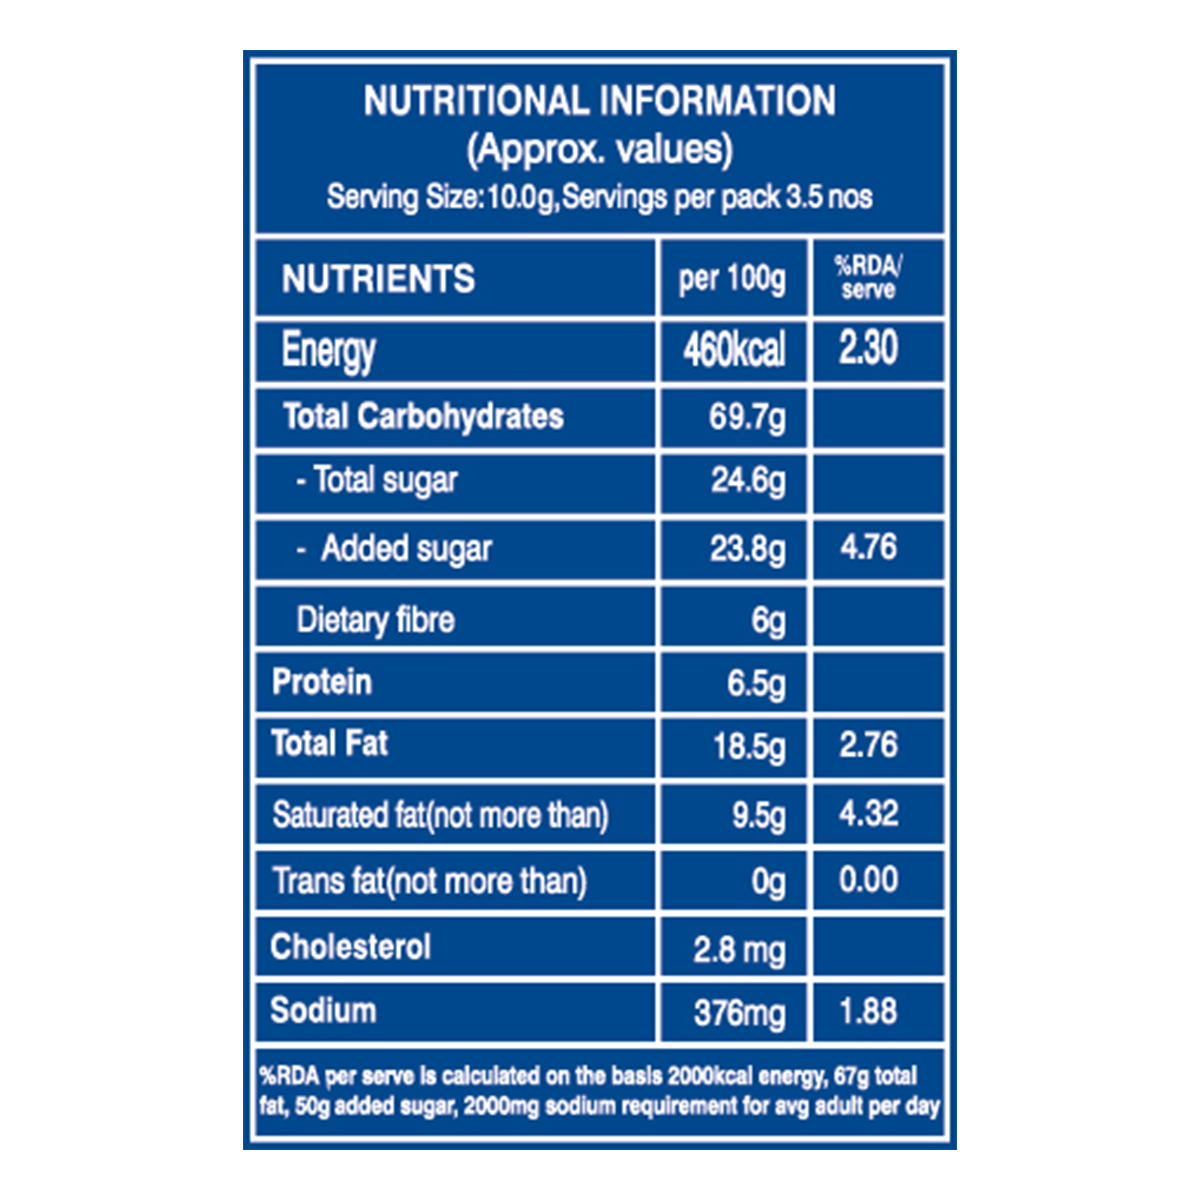 NUTRITIONAL INFORMATION
(Approx. values)
Serving Size:10.0g,Servings per pack 3.5 nos
NUTRIENTS per 100g %RDA/
serve
Energy 460kcal 2.30
Total Carbohydrates 69.7g
- Total sugar 24.6g
- Added sugar 23.8g 4.76
Dietary fibre 6g
Protein 6.5g
Total Fat 18.5g 2.76
Saturated fat(not more than) 9.5g 4.32
Trans fat(not more than) 0g 0.00
Cholesterol 2.8 mg
Sodium 376mg 1.88
%RDA per serve is calculated on the basis 2000kcal energy, 67g total
fat, 50g added sugar, 2000mg sodium requirement for avg adult per day